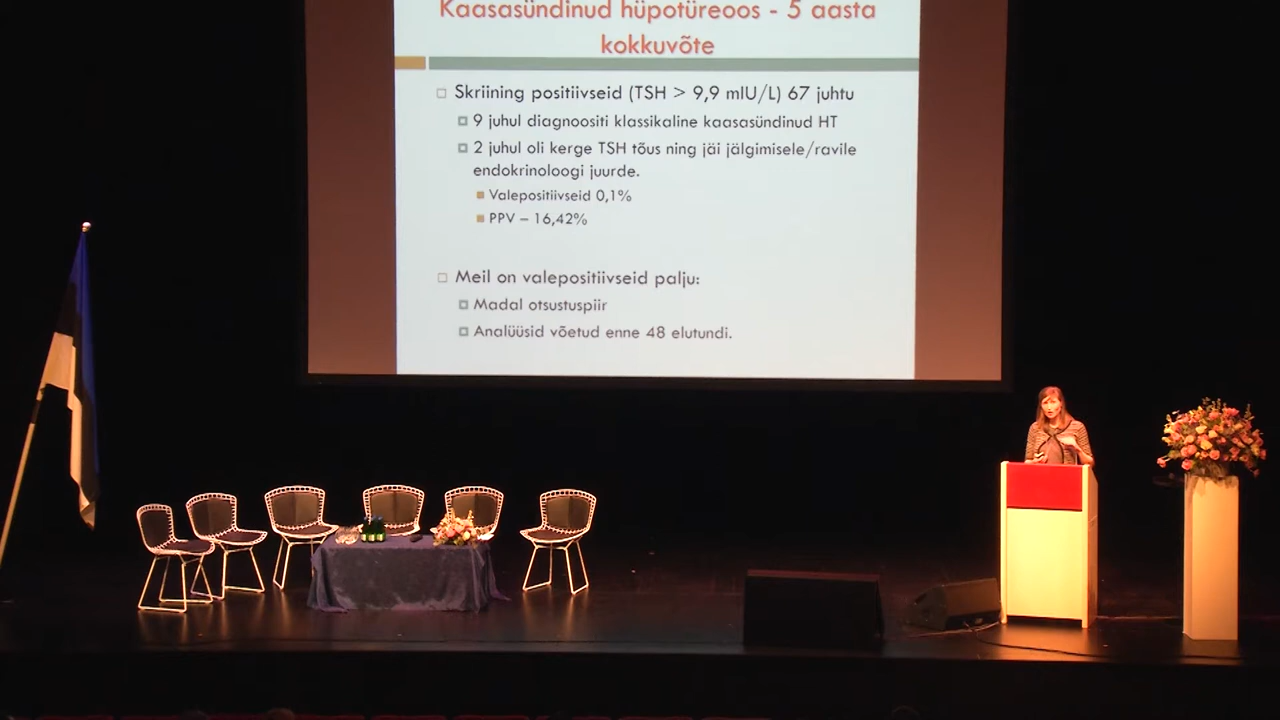 Kaasasündinud hüpotüreoos - 5 aasta
kokkuvõte
Skriining positiivseid (TSH > 9,9 mIU/L) 67 juhtu
9 juhul diagnoositi klassikaline kaasasündinud HT
2 juhul oli kerge TSH tõus ning jäi jälgimisele/ravile
endokrinoloogi juurde.
Valepositiivseid 0,1%
PPV – 16,42%
Meil on valepositiivseid palju:
Madal otsustuspiir
Analüüsid võetud enne 48 elutundi.